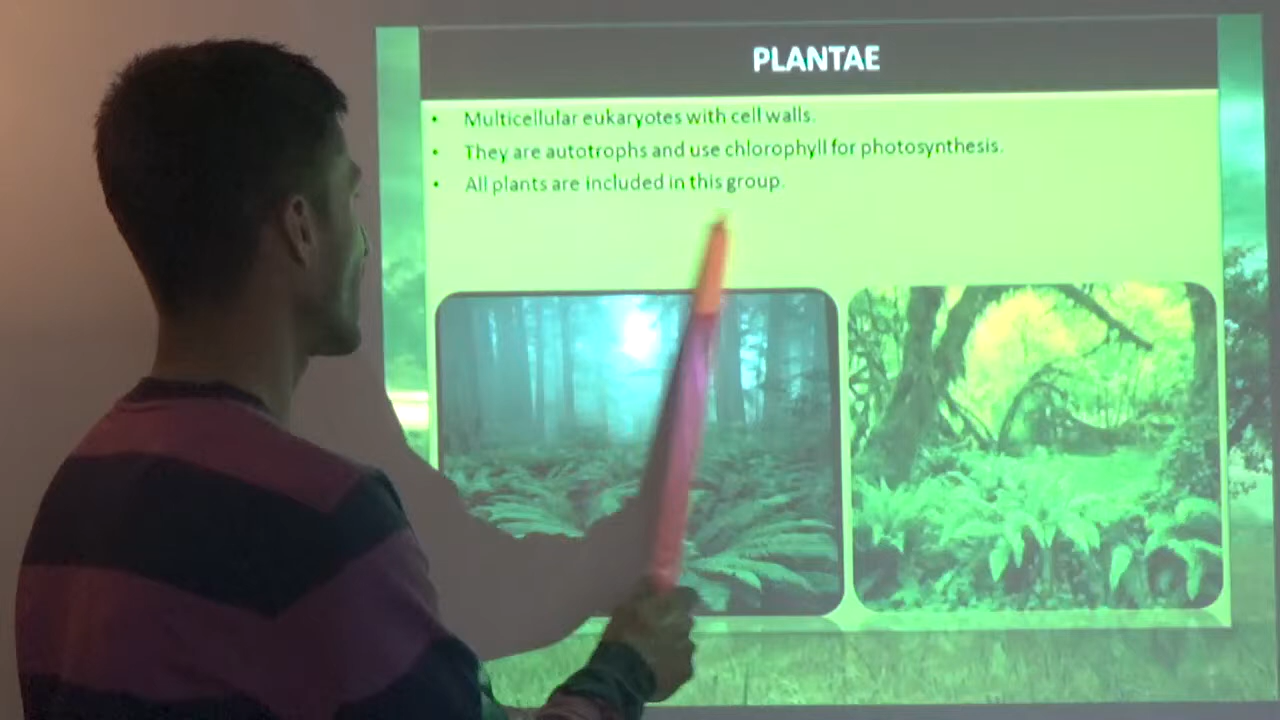 PLANTAE
• Multicellular eukaryotes with cell walls.
• They are autotrophs and use chlorophyll for photosynthesis.
• All plants are included in this group.